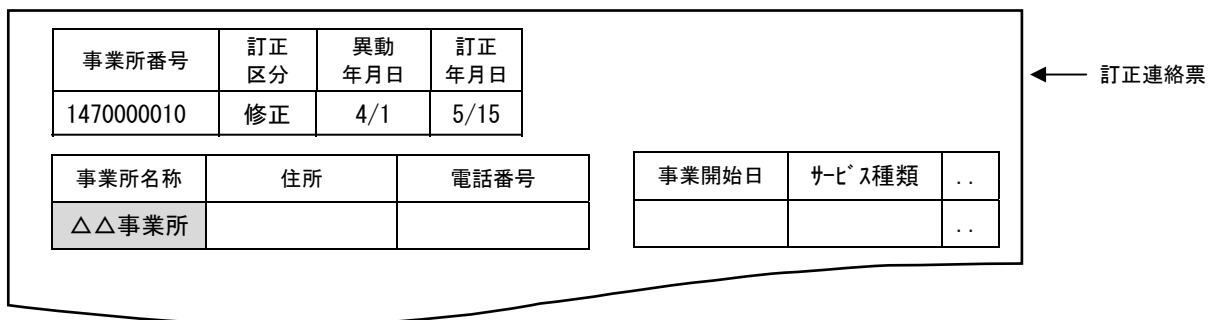 事業所番号 訂正区分 異動年月日 訂正年月日
1470000010 修正 4/1 5/15
訂正連絡票
事業所名称 住所 電話番号 事業開始日 ｻｰﾋﾞｽ種類 ..
△△事業所 ..